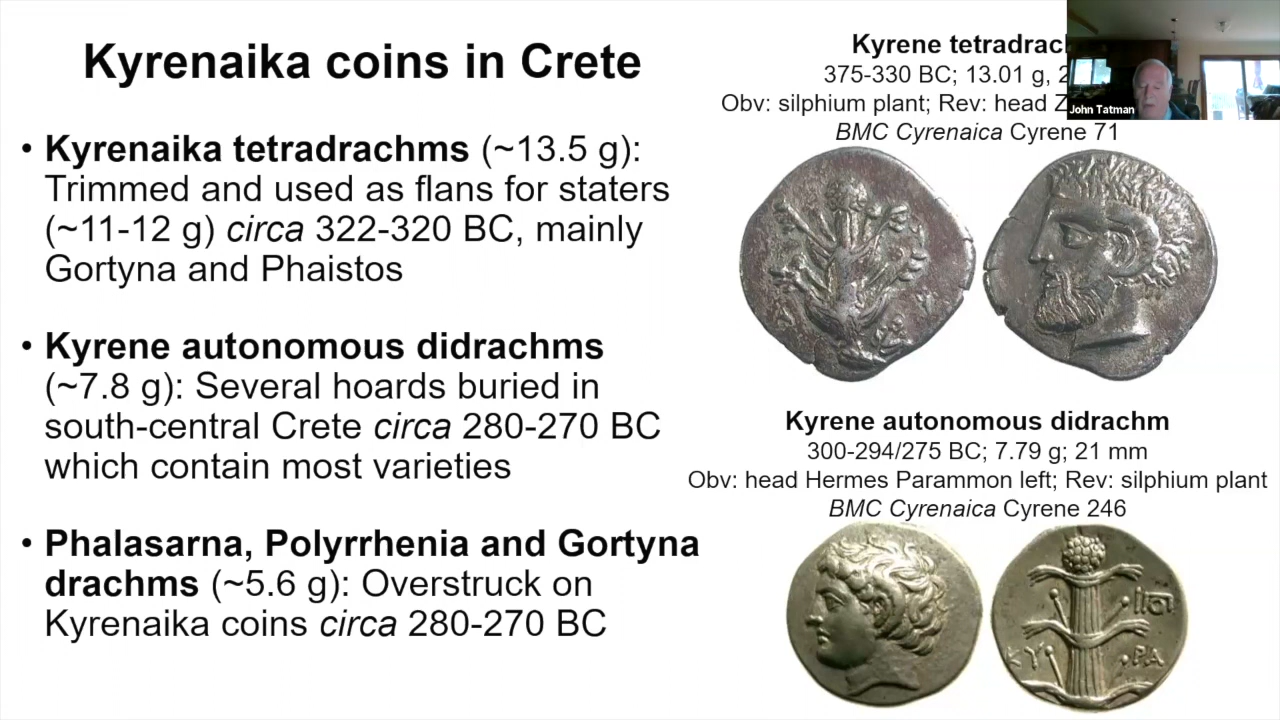 Kyrenaika coins in Crete
• Kyrenaika tetradrachms (~13.5 g):
Trimmed and used as flans for staters
(~11-12 g) circa 322-320 BC, mainly
Gortyna and Phaistos
• Kyrene autonomous didrachms
(~7.8 g): Several hoards buried in
south-central Crete circa 280-270 BC
which contain most varieties
• Phalasarna, Polyrrhenia and Gortyna
drachms (~5.6 g): Overstruck on
Kyrenaika coins circa 280-270 BC
Kyrene
375-330 BC; 13.01 g,
Obv: silphium plant; Rev: head
BMC Cyrenaica Cyrene 71
Kyrene autonomous didrachm
300-294/275 BC; 7.79 g; 21 mm
Obv: head Hermes Parammon left; Rev: silphium plant
BMC Cyrenaica Cyrene 246
ΚΥ ΡΑ
John Tatman